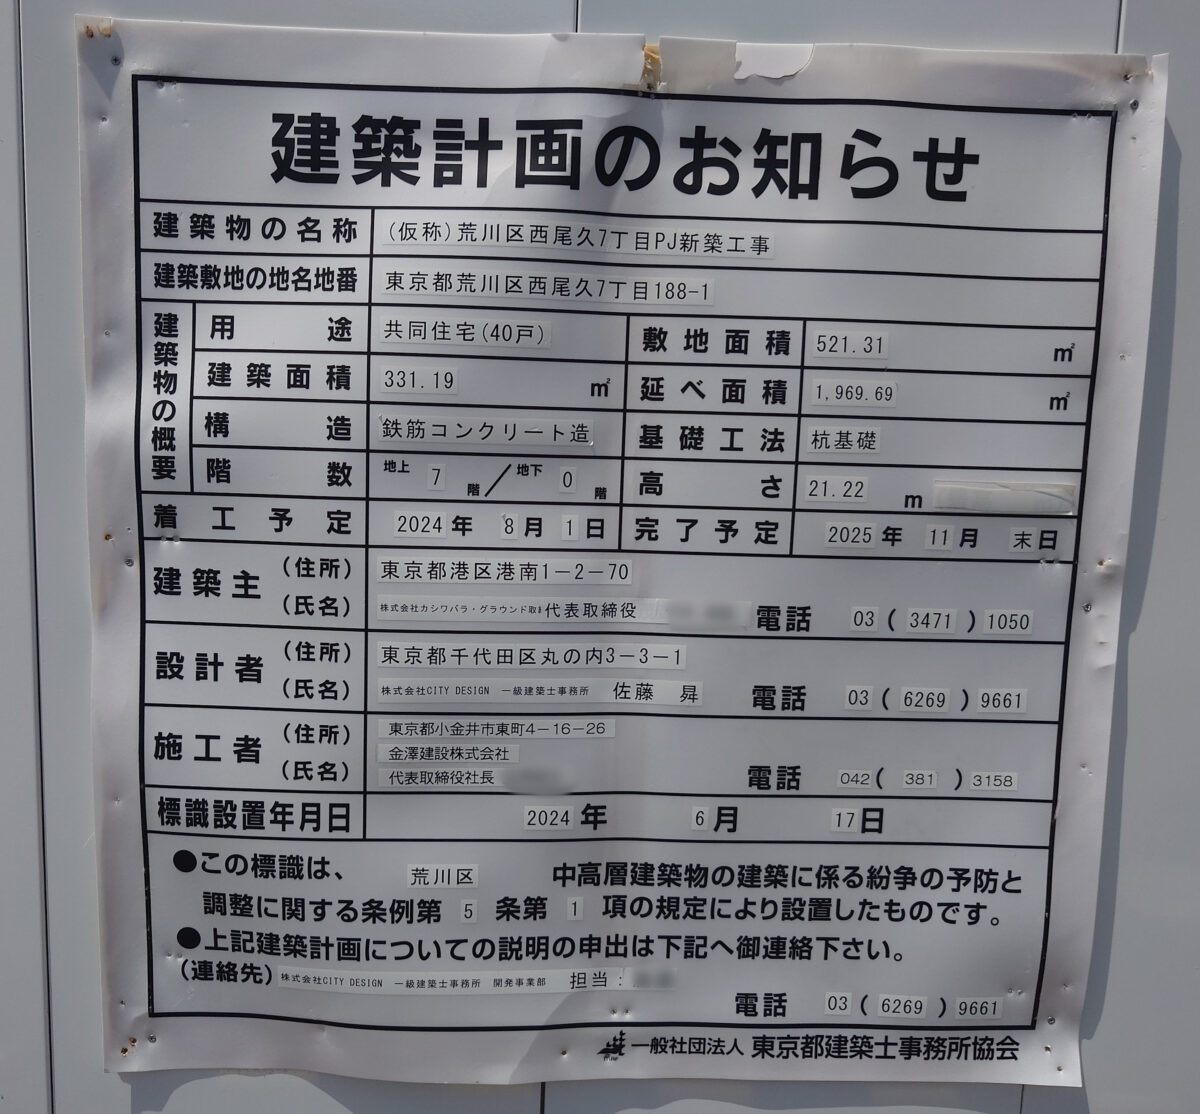 建築計画のお知らせ
建築物の名称 (仮称)荒川区西尾久7丁目PJ新築工事
建築敷地の地名地番 東京都荒川区西尾久7丁目188-1
建築物の概要
用途 共同住宅(40戸) 敷地面積 521.31 ㎡
建築面積 331.19 ㎡ 延べ面積 1,969.69 ㎡
構造 鉄筋コンクリート造 基礎工法 杭基礎
階数 地上 7 階/地下 0 階 高さ 21.22 m
着工予定 2024年 8月 1日 完了予定 2025年 11月 末日
建築主 (住所) 東京都港区港南1-2-70
(氏名) 株式会社カシワバラ・グラウンド取 代表取締役 電話 03(3471)1050
設計者 (住所) 東京都千代田区丸の内3-3-1
(氏名) 株式会社CITY DESIGN 一級建築士事務所 佐藤 曻 電話 03(6269)9661
施工者 (住所) 東京都小金井市東町4-16-26
金澤建設株式会社
(氏名) 代表取締役社長 電話 042(381)3158
標識設置年月日 2024年 6月 17日
●この標識は、 荒川区 中高層建築物の建築に係る紛争の予防と
調整に関する条例第 5 条第 1 項の規定により設置したものです。
●上記建築計画についての説明の申出は下記へ御連絡下さい。
(連絡先) 株式会社CITY DESIGN 一級建築士事務所 開発事業部 担当:
電話 03(6269)9661
一般社団法人 東京都建築士事務所協会